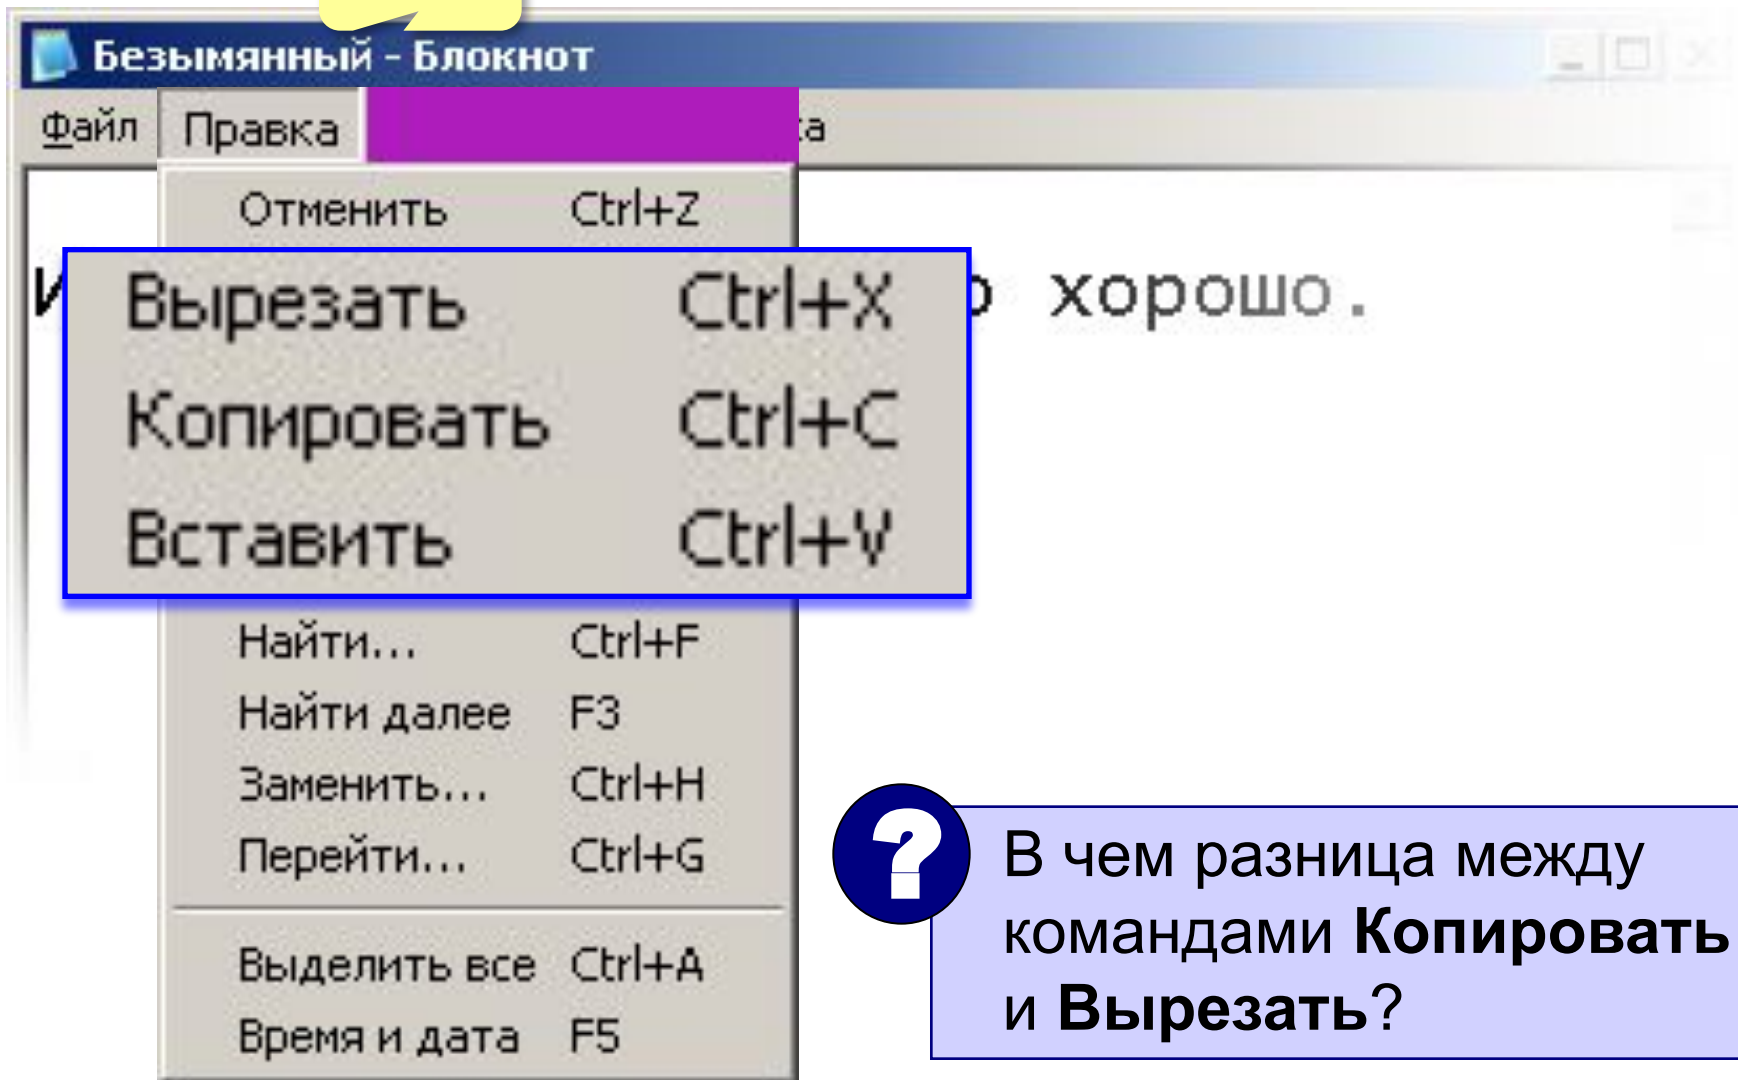 Безымянный - Блокнот
Файл Правка
Отменить Ctrl+Z
хорошо.
Вырезать Ctrl+X
Копировать Ctrl+C
Вставить Ctrl+V
Найти... Ctrl+F
Найти далее F3
Заменить... Ctrl+H
Перейти... Ctrl+G
Выделить все Ctrl+A
Время и дата F5
?
В чем разница между
командами Копировать
и Вырезать?